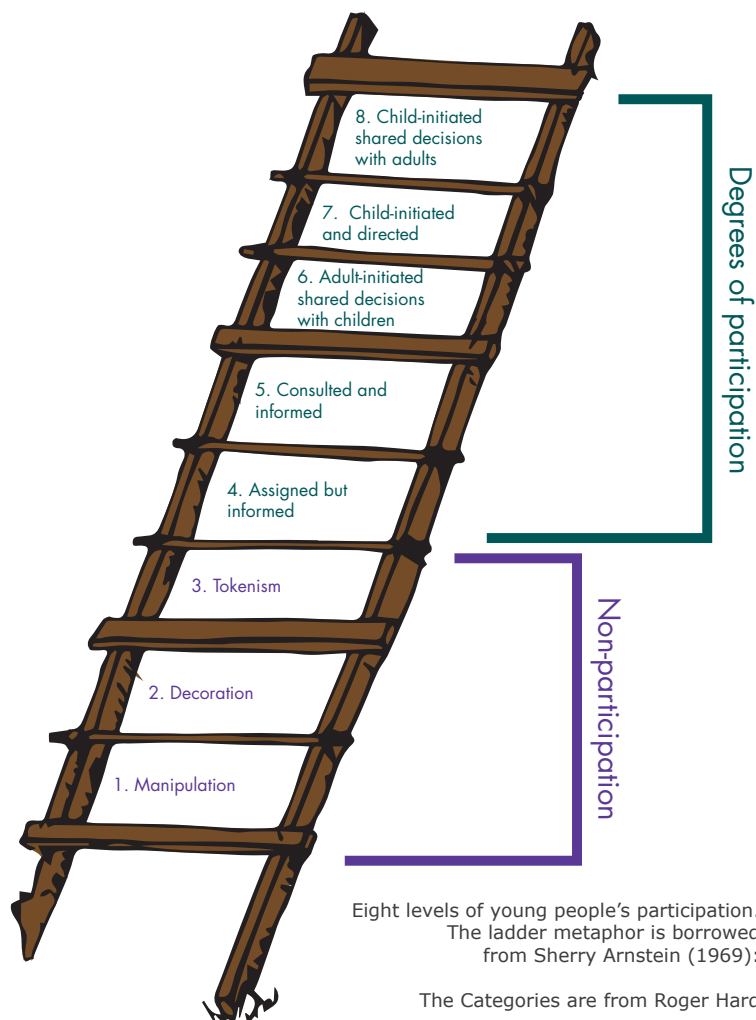 8. Child-initiated
shared decisions
with adults
7. Child-initiated
and directed
6. Adult-initiated
shared decisions
with children
5. Consulted and
informed
4. Assigned but
informed
3. Tokenism
2. Decoration
1. Manipulation
Degrees of participation
Non-participation
Eight levels of young people’s participation.
The ladder metaphor is borrowed
from Sherry Arnstein (1969):
The Categories are from Roger Hard